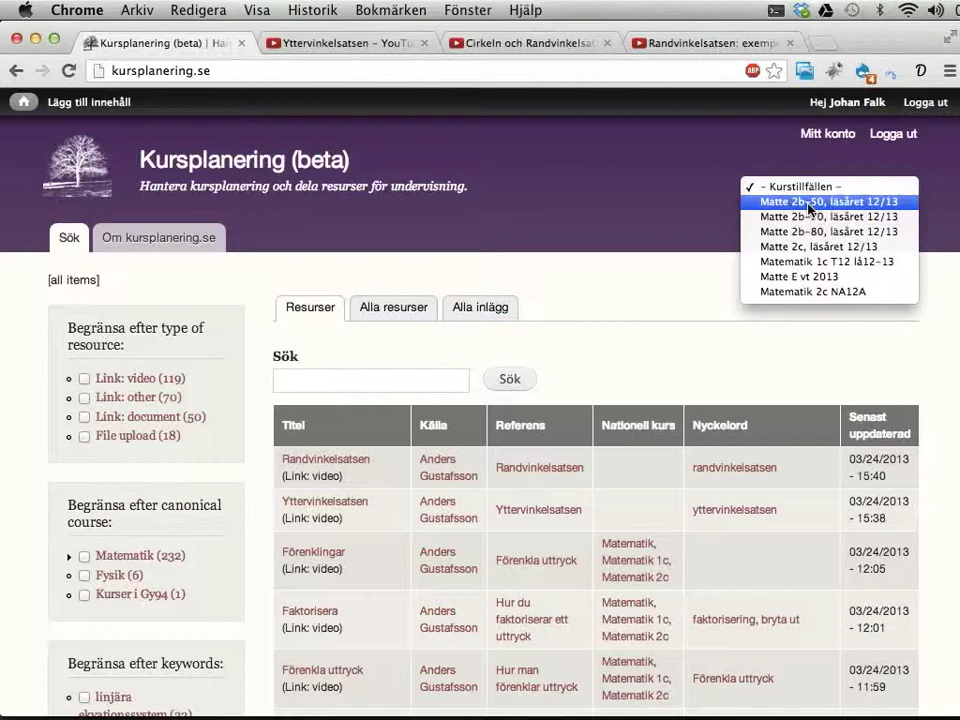 Chrome Arkiv Redigera Visa Historik Bokmärken Fönster Hjälp
Kursplanering (beta) | Han
Yttervinkelsatsen – YouTu
Cirkeln och Randvinkelsat
Randvinkelsatsen: exemp
kursplanering.se
ABP
4
Lägg till innehåll
Hej Johan Falk Logga ut
Mitt konto Logga ut
Kursplanering (beta)
Hantera kursplanering och dela resurser för undervisning.
✓ – Kurstillfällen –
Matte 2b–50, läsåret 12/13
Matte 2b–70, läsåret 12/13
Matte 2b–80, läsåret 12/13
Matte 2c, läsåret 12/13
Matematik 1c T12 lå12–13
Matte E vt 2013
Matematik 2c NA12A
Sök Om kursplanering.se
[all items]
Begränsa efter type of
resource:
Link: video (119)
Link: other (70)
Link: document (50)
File upload (18)
Begränsa efter canonical
course:
Matematik (232)
Fysik (6)
Kurser i Gy94 (1)
Begränsa efter keywords:
linjära
ekvationssystem (23)
Resurser Alla resurser Alla inlägg
Sök
Sök
Titel Källa Referens Nationell kurs Nyckelord Senast
uppdaterad
Randvinkelsatsen
(Link: video)
Anders
Gustafsson
Randvinkelsatsen
randvinkelsatsen
03/24/2013
- 15:40
Yttervinkelsatsen
(Link: video)
Anders
Gustafsson
Yttervinkelsatsen
yttervinkelsatsen
03/24/2013
- 15:38
Förenklingar
(Link: video)
Anders
Gustafsson
Förenkla uttryck
Matematik,
Matematik 1c,
Matematik 2c
03/24/2013
- 12:05
Faktorisera
(Link: video)
Anders
Gustafsson
Hur du
faktoriserar ett
uttryck
Matematik,
Matematik 1c,
Matematik 2c
faktorisering, bryta ut
03/24/2013
- 12:01
Förenkla uttryck
(Link: video)
Anders
Gustafsson
Hur man
förenklar uttryck
Matematik,
Matematik 1c,
Matematik 2c
Förenkla uttryck
03/24/2013
- 11:59